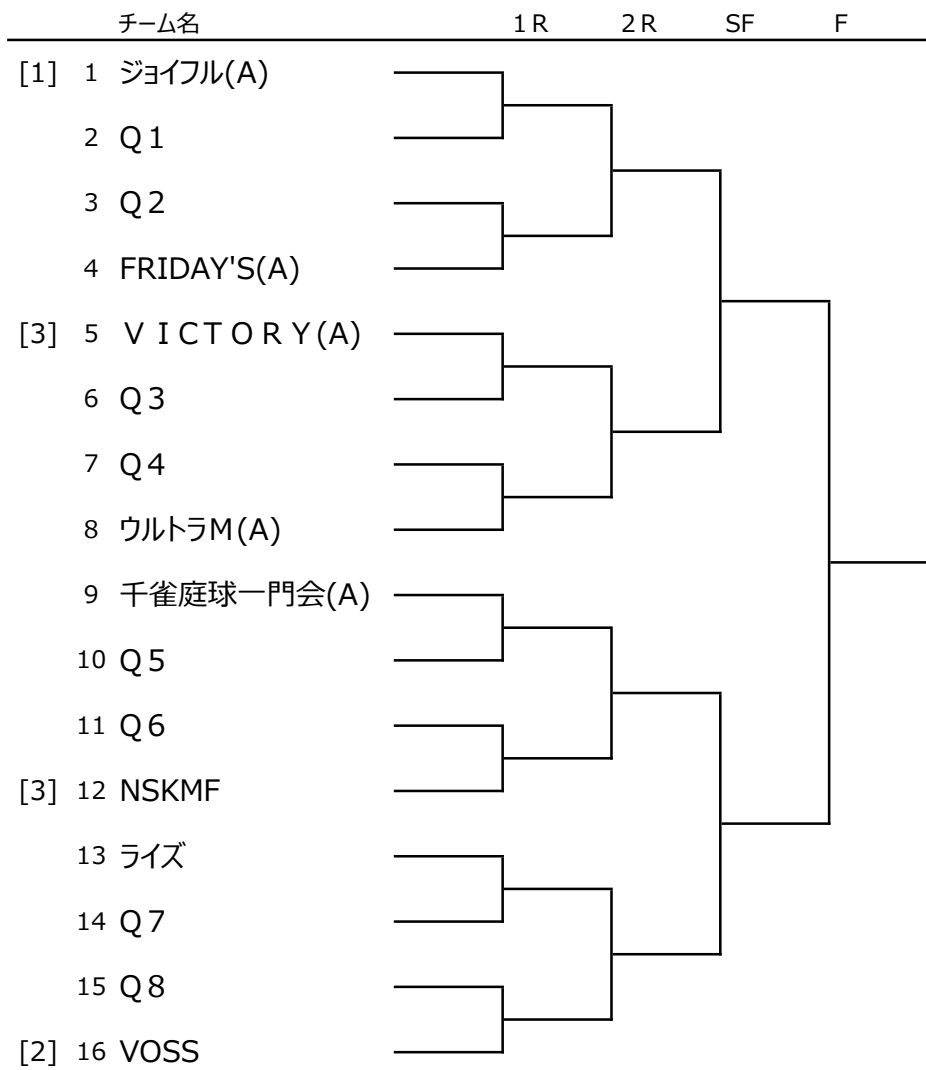 チーム名 1R 2R SF F
[1] 1 ジョイフル(A)
2 Q1
3 Q2
4 FRIDAY'S(A)
[3] 5 VICTORY(A)
6 Q3
7 Q4
8 ウルトラM(A)
9 千雀庭球一門会(A)
10 Q5
11 Q6
[3] 12 NSKMF
13 ライズ
14 Q7
15 Q8
[2] 16 VOSS